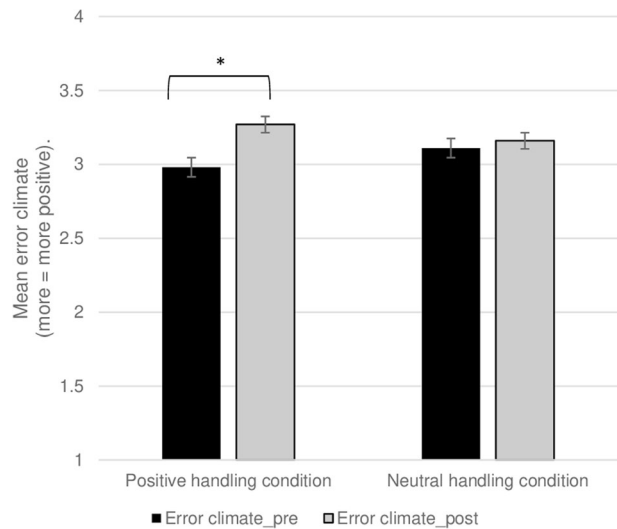 4
3.5
3
2.5
2
1.5
1
Mean error climate
(more = more positive).
*
Positive handling condition
Neutral handling condition
Error climate_pre
Error climate_post